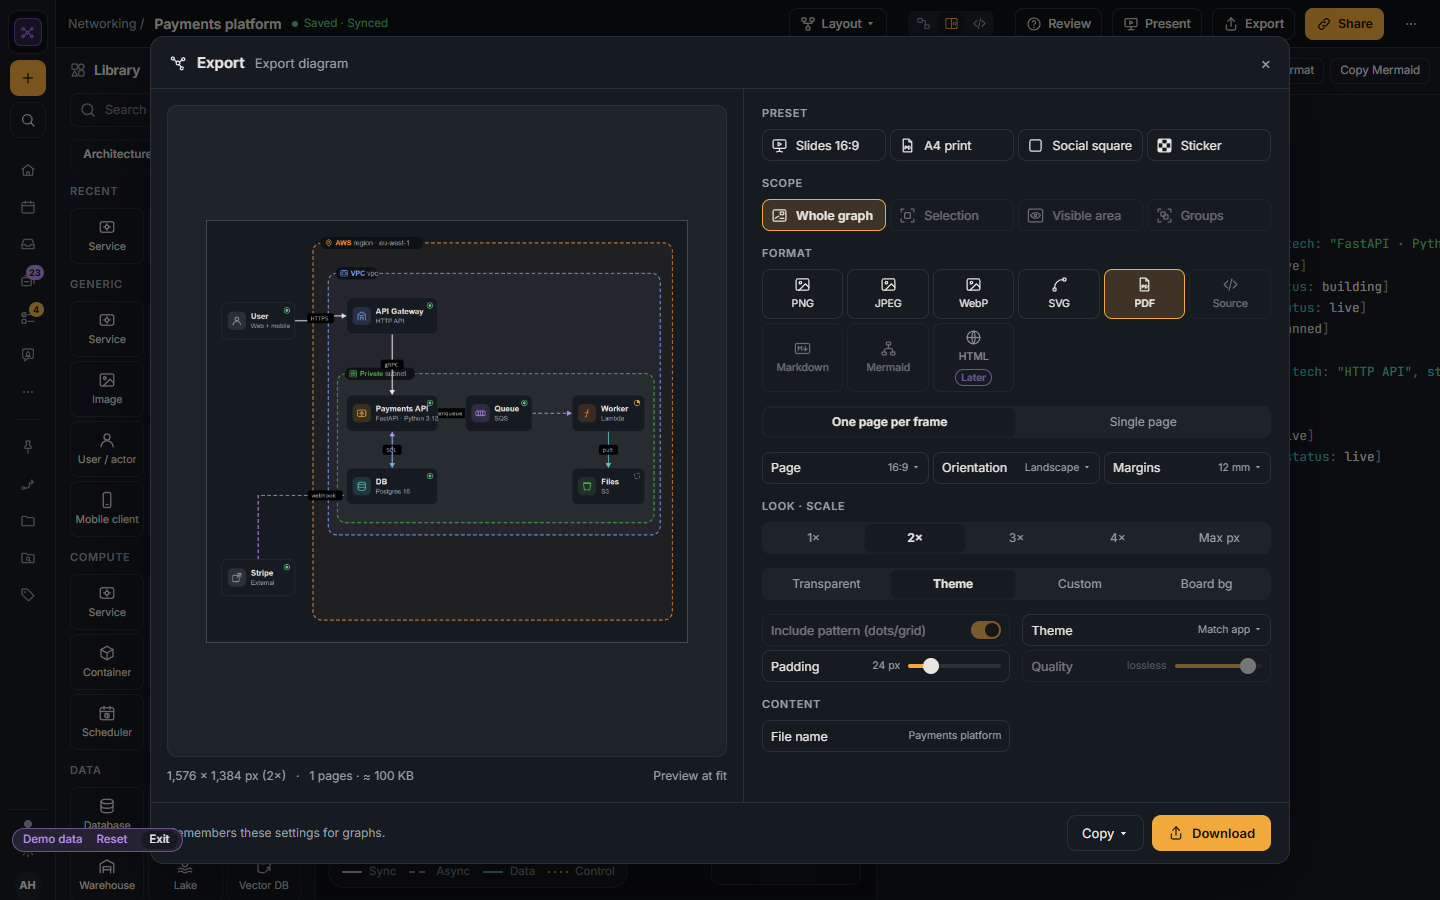 Networking / Payments platform Saved · Synced Layout Review Present Export Share
Export Export diagram
Library
Copy Mermaid
Search
Architecture
RECENT
Service
GENERIC
Service
Image
User / actor
Mobile client
COMPUTE
Service
Container
Scheduler
DATA
Database
Warehouse Lake Vector DB
23
4
AH
Demo data Reset Exit
AWS region · eu-west-1
VPC vpc
User
Web + mobile
HTTPS
API Gateway
HTTP API
gRPC
Private subnet
Payments API
FastAPI · Python 3.12
enqueue
Queue
SQS
Worker
Lambda
SQL
put
DB
Postgres 16
Files
S3
webhook
Stripe
External
1,576 × 1,384 px (2×) · 1 pages · ≈ 100 KB Preview at fit
PRESET
Slides 16:9 A4 print Social square Sticker
SCOPE
Whole graph Selection Visible area Groups
FORMAT
PNG JPEG WebP SVG PDF Source
Markdown Mermaid HTML
Later
One page per frame Single page
Page 16:9 Orientation Landscape Margins 12 mm
LOOK · SCALE
1× 2× 3× 4× Max px
Transparent Theme Custom Board bg
Include pattern (dots/grid) Theme Match app
Padding 24 px Quality lossless
CONTENT
File name Payments platform
emembers these settings for graphs. Copy Download
Sync Async Data Control
tech: "FastAPI · Pyth
ve]
tus: building]
tatus: live]
nned]
tech: "HTTP API", st
ive]
status: live]